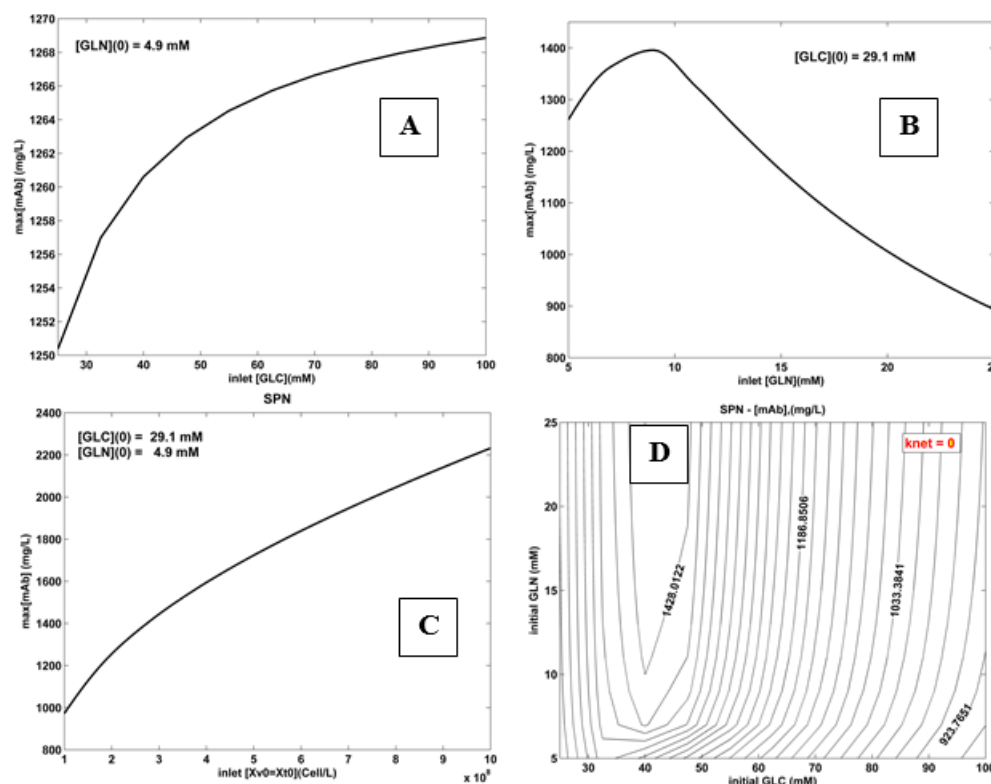 1270
1268
1266
1264
1262
1260
1258
1256
1254
1252
1250
max[mAb] (mg/L)
[GLN](0) = 4.9 mM
A
30 40 50 60 70 80 90 100
inlet [GLC](mM)
1400
1300
1200
1100
1000
900
800
max[mAb] (mg/L)
[GLC](0) = 29.1 mM
B
5 10 15 20
inlet [GLN](mM)
SPN
2400
2200
2000
1800
1600
1400
1200
1000
800
max[mAb] (mg/L)
[GLC](0) = 29.1 mM
[GLN](0) = 4.9 mM
C
1 2 3 4 5 6 7 8 9 10
inlet [Xv0=Xt0](Cell/L)
x 10⁸
SPN - [mAb],(mg/L)
25
20
15
10
5
initial GLN (mM)
D
knet = 0
1428.0122
1186.8506
1033.3841
923.7651
30 40 50 60 70 80 90 100
initial GLC (mM)